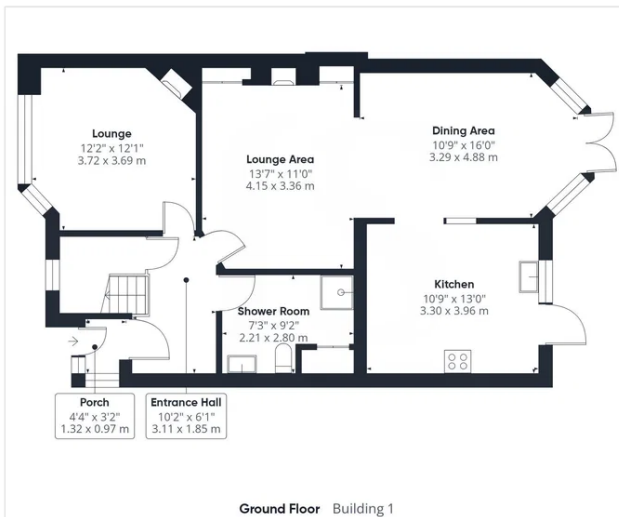 Lounge
12'2" x 12'1"
3.72 x 3.69 m
Lounge Area
13'7" x 11'0"
4.15 x 3.36 m
Dining Area
10'9" x 16'0"
3.29 x 4.88 m
Kitchen
10'9" x 13'0"
3.30 x 3.96 m
Shower Room
7'3" x 9'2"
2.21 x 2.80 m
Porch
4'4" x 3'2"
1.32 x 0.97 m
Entrance Hall
10'2" x 6'1"
3.11 x 1.85 m
Ground Floor Building 1